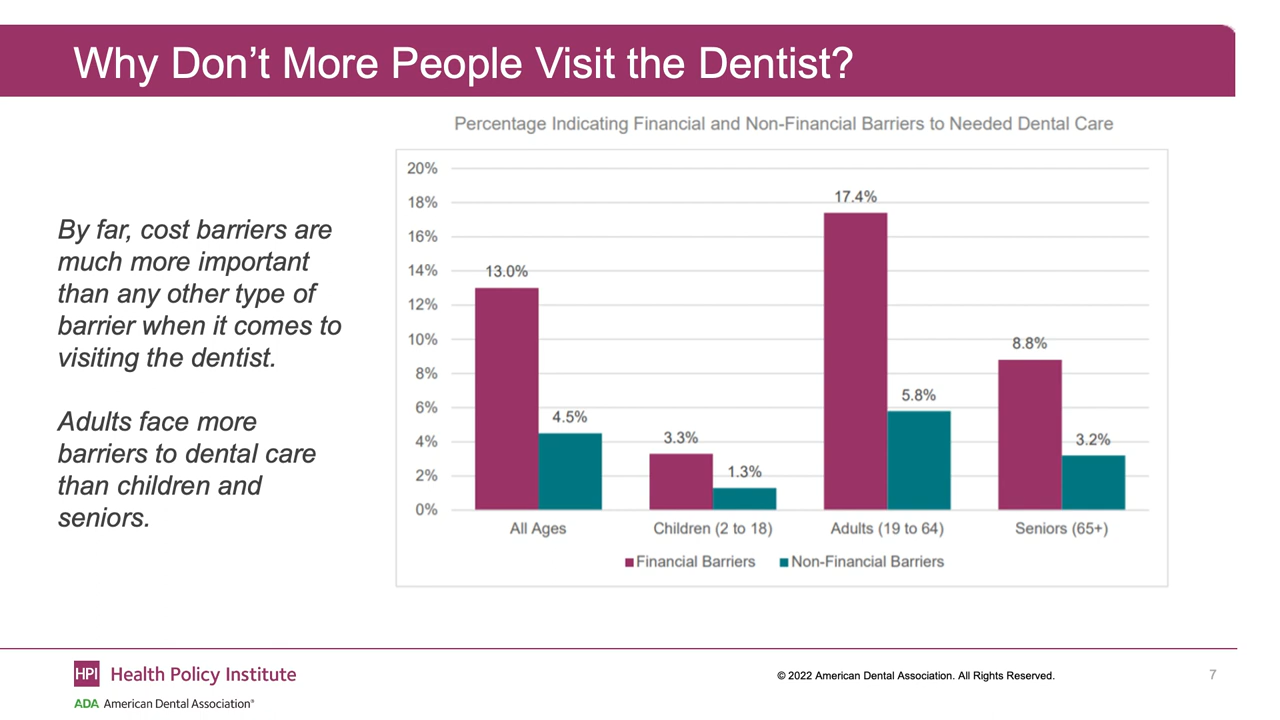 Why Don’t More People Visit the Dentist?
Percentage Indicating Financial and Non-Financial Barriers to Needed Dental Care
By far, cost barriers are
much more important
than any other type of
barrier when it comes to
visiting the dentist.
Adults face more
barriers to dental care
than children and
seniors.
20%
18%
16%
14%
12%
10%
8%
6%
4%
2%
0%
13.0%
4.5%
3.3%
1.3%
17.4%
5.8%
8.8%
3.2%
All Ages
Children (2 to 18)
Adults (19 to 64)
Seniors (65+)
Financial Barriers
Non-Financial Barriers
HPI Health Policy Institute
ADA American Dental Association®
© 2022 American Dental Association. All Rights Reserved.
7